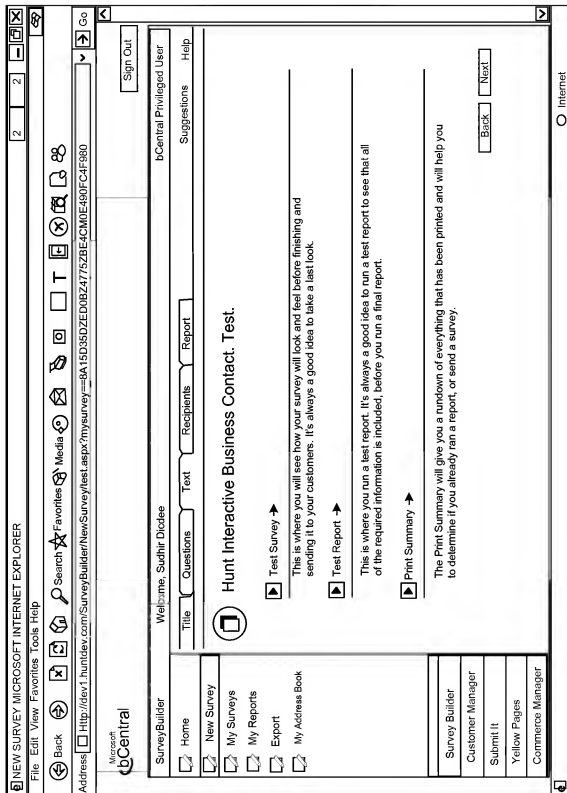 NEW SURVEY MICROSOFT INTERNET EXPLORER
2 2
File Edit View Favorites Tools Help
Back Search Favorites Media
Address Http://dev1.huntdev.com/SurveyBuilder/NewSurvey/test.aspx?mysurvey==8A15D35DZED0BZ4775ZBE4CM0E490FC4F980 Go
Microsoft
bCentral
Sign Out
SurveyBuilder
Welcome, Sudhir Dicdee
bCentral Privileged User
Home
New Survey
My Surveys
My Reports
Export
My Address Book
Title Questions Text Recipients Report Suggestions Help
Hunt Interactive Business Contact. Test.
Test Survey
This is where you will see how your survey will look and feel before finishing and
sending it to your customers. It's always a good idea to take a last look.
Test Report
This is where you run a test report. It's always a good idea to run a test report to see that all
of the required information is included, before you run a final report.
Print Summary
The Print Summary will give you a rundown of everything that has been printed and will help you
to determine if you already ran a report, or send a survey.
Back Next
Survey Builder
Customer Manager
Submit It
Yellow Pages
Commerce Manager
Internet